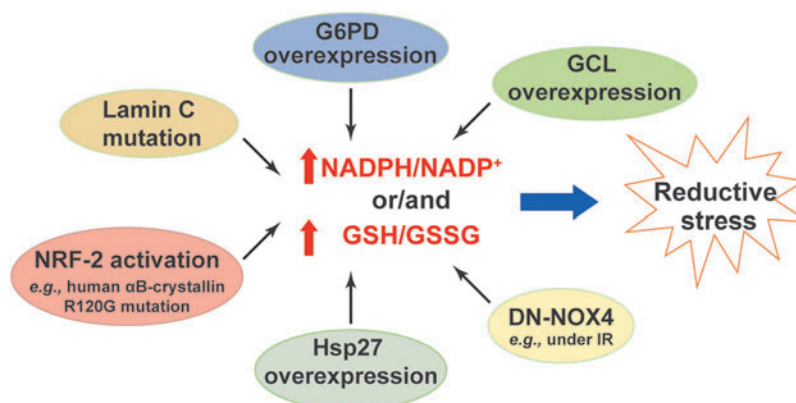 G6PD
overexpression
GCL
overexpression
Lamin C
mutation
NADPH/NADP⁺
or/and
GSH/GSSG
Reductive
stress
NRF-2 activation
e.g., human αB-crystallin
R120G mutation
Hsp27
overexpression
DN-NOX4
e.g., under IR